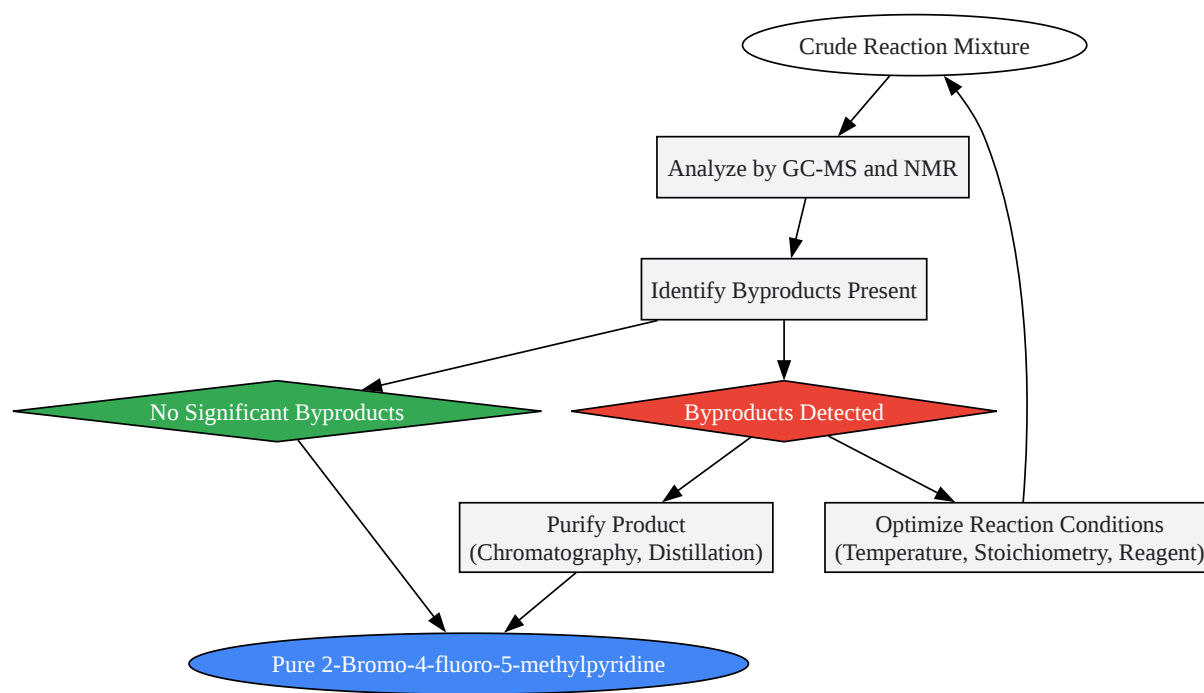 Crude Reaction Mixture
Analyze by GC-MS and NMR
Identify Byproducts Present
No Significant Byproducts
Byproducts Detected
Purify Product
(Chromatography, Distillation)
Optimize Reaction Conditions
(Temperature, Stoichiometry, Reagent)
Pure 2-Bromo-4-fluoro-5-methylpyridine